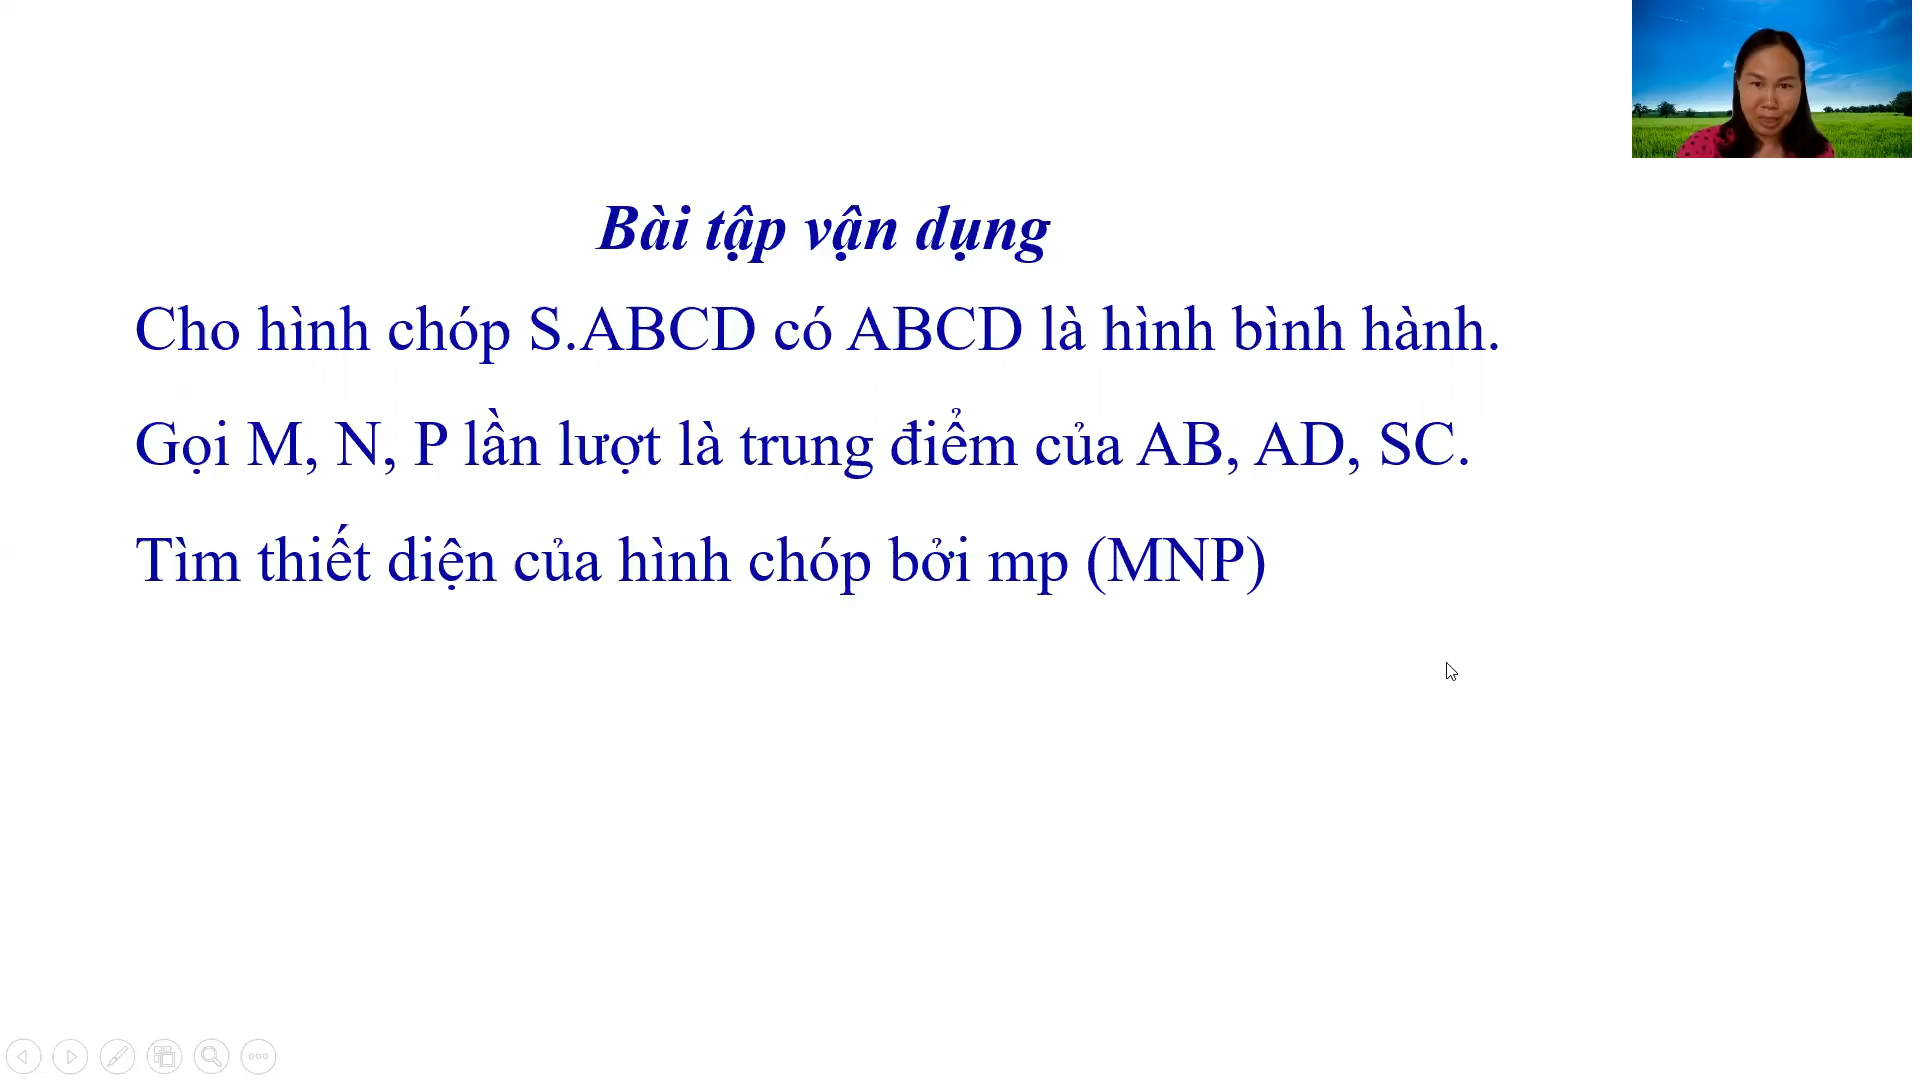 Bài tập vận dụng
Cho hình chóp S.ABCD có ABCD là hình bình hành.
Gọi M, N, P lần lượt là trung điểm của AB, AD, SC.
Tìm thiết diện của hình chóp bởi mp (MNP)